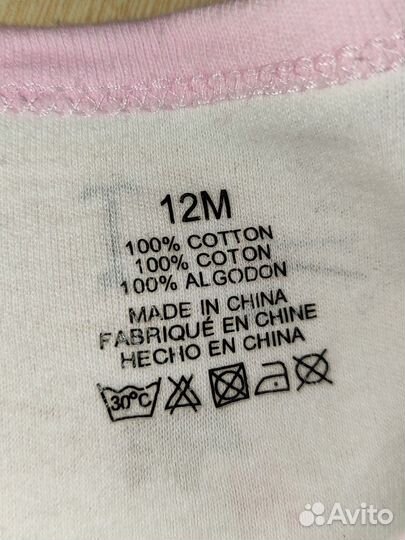 12M
100% COTTON
100% COTON
100% ALGODON
MADE IN CHINA
FABRIQUÉ EN CHINE
HECHO EN CHINA
30°C
Avito